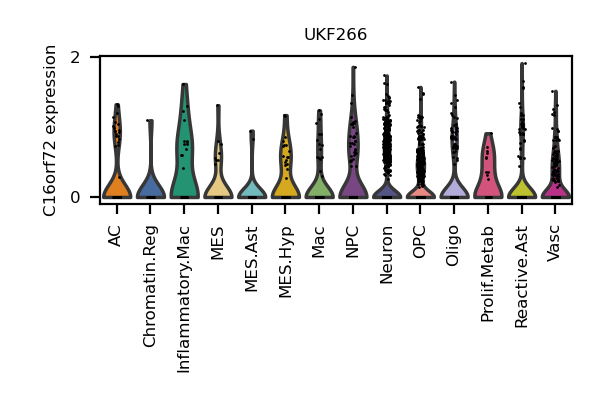 UKF266
C16orf72 expression
2
0
AC
Chromatin.Reg
Inflammatory.Mac
MES
MES.Ast
MES.Hyp
Mac
NPC
Neuron
OPC
Oligo
Prolif.Metab
Reactive.Ast
Vasc